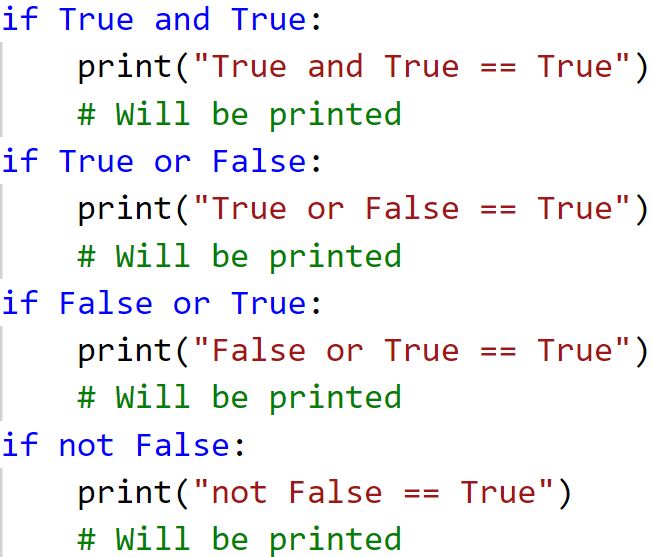 if True and True:
    print("True and True == True")
    # Will be printed
if True or False:
    print("True or False == True")
    # Will be printed
if False or True:
    print("False or True == True")
    # Will be printed
if not False:
    print("not False == True")
    # Will be printed